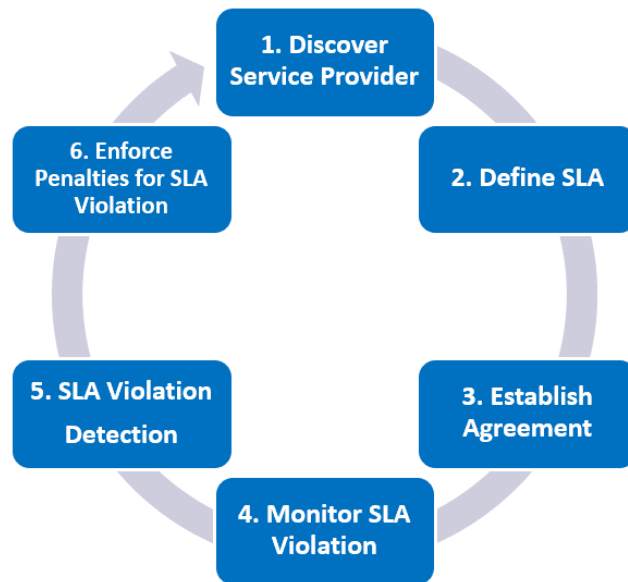 1. Discover
Service Provider
2. Define SLA
3. Establish
Agreement
4. Monitor SLA
Violation
5. SLA Violation
Detection
6. Enforce
Penalties for SLA
Violation